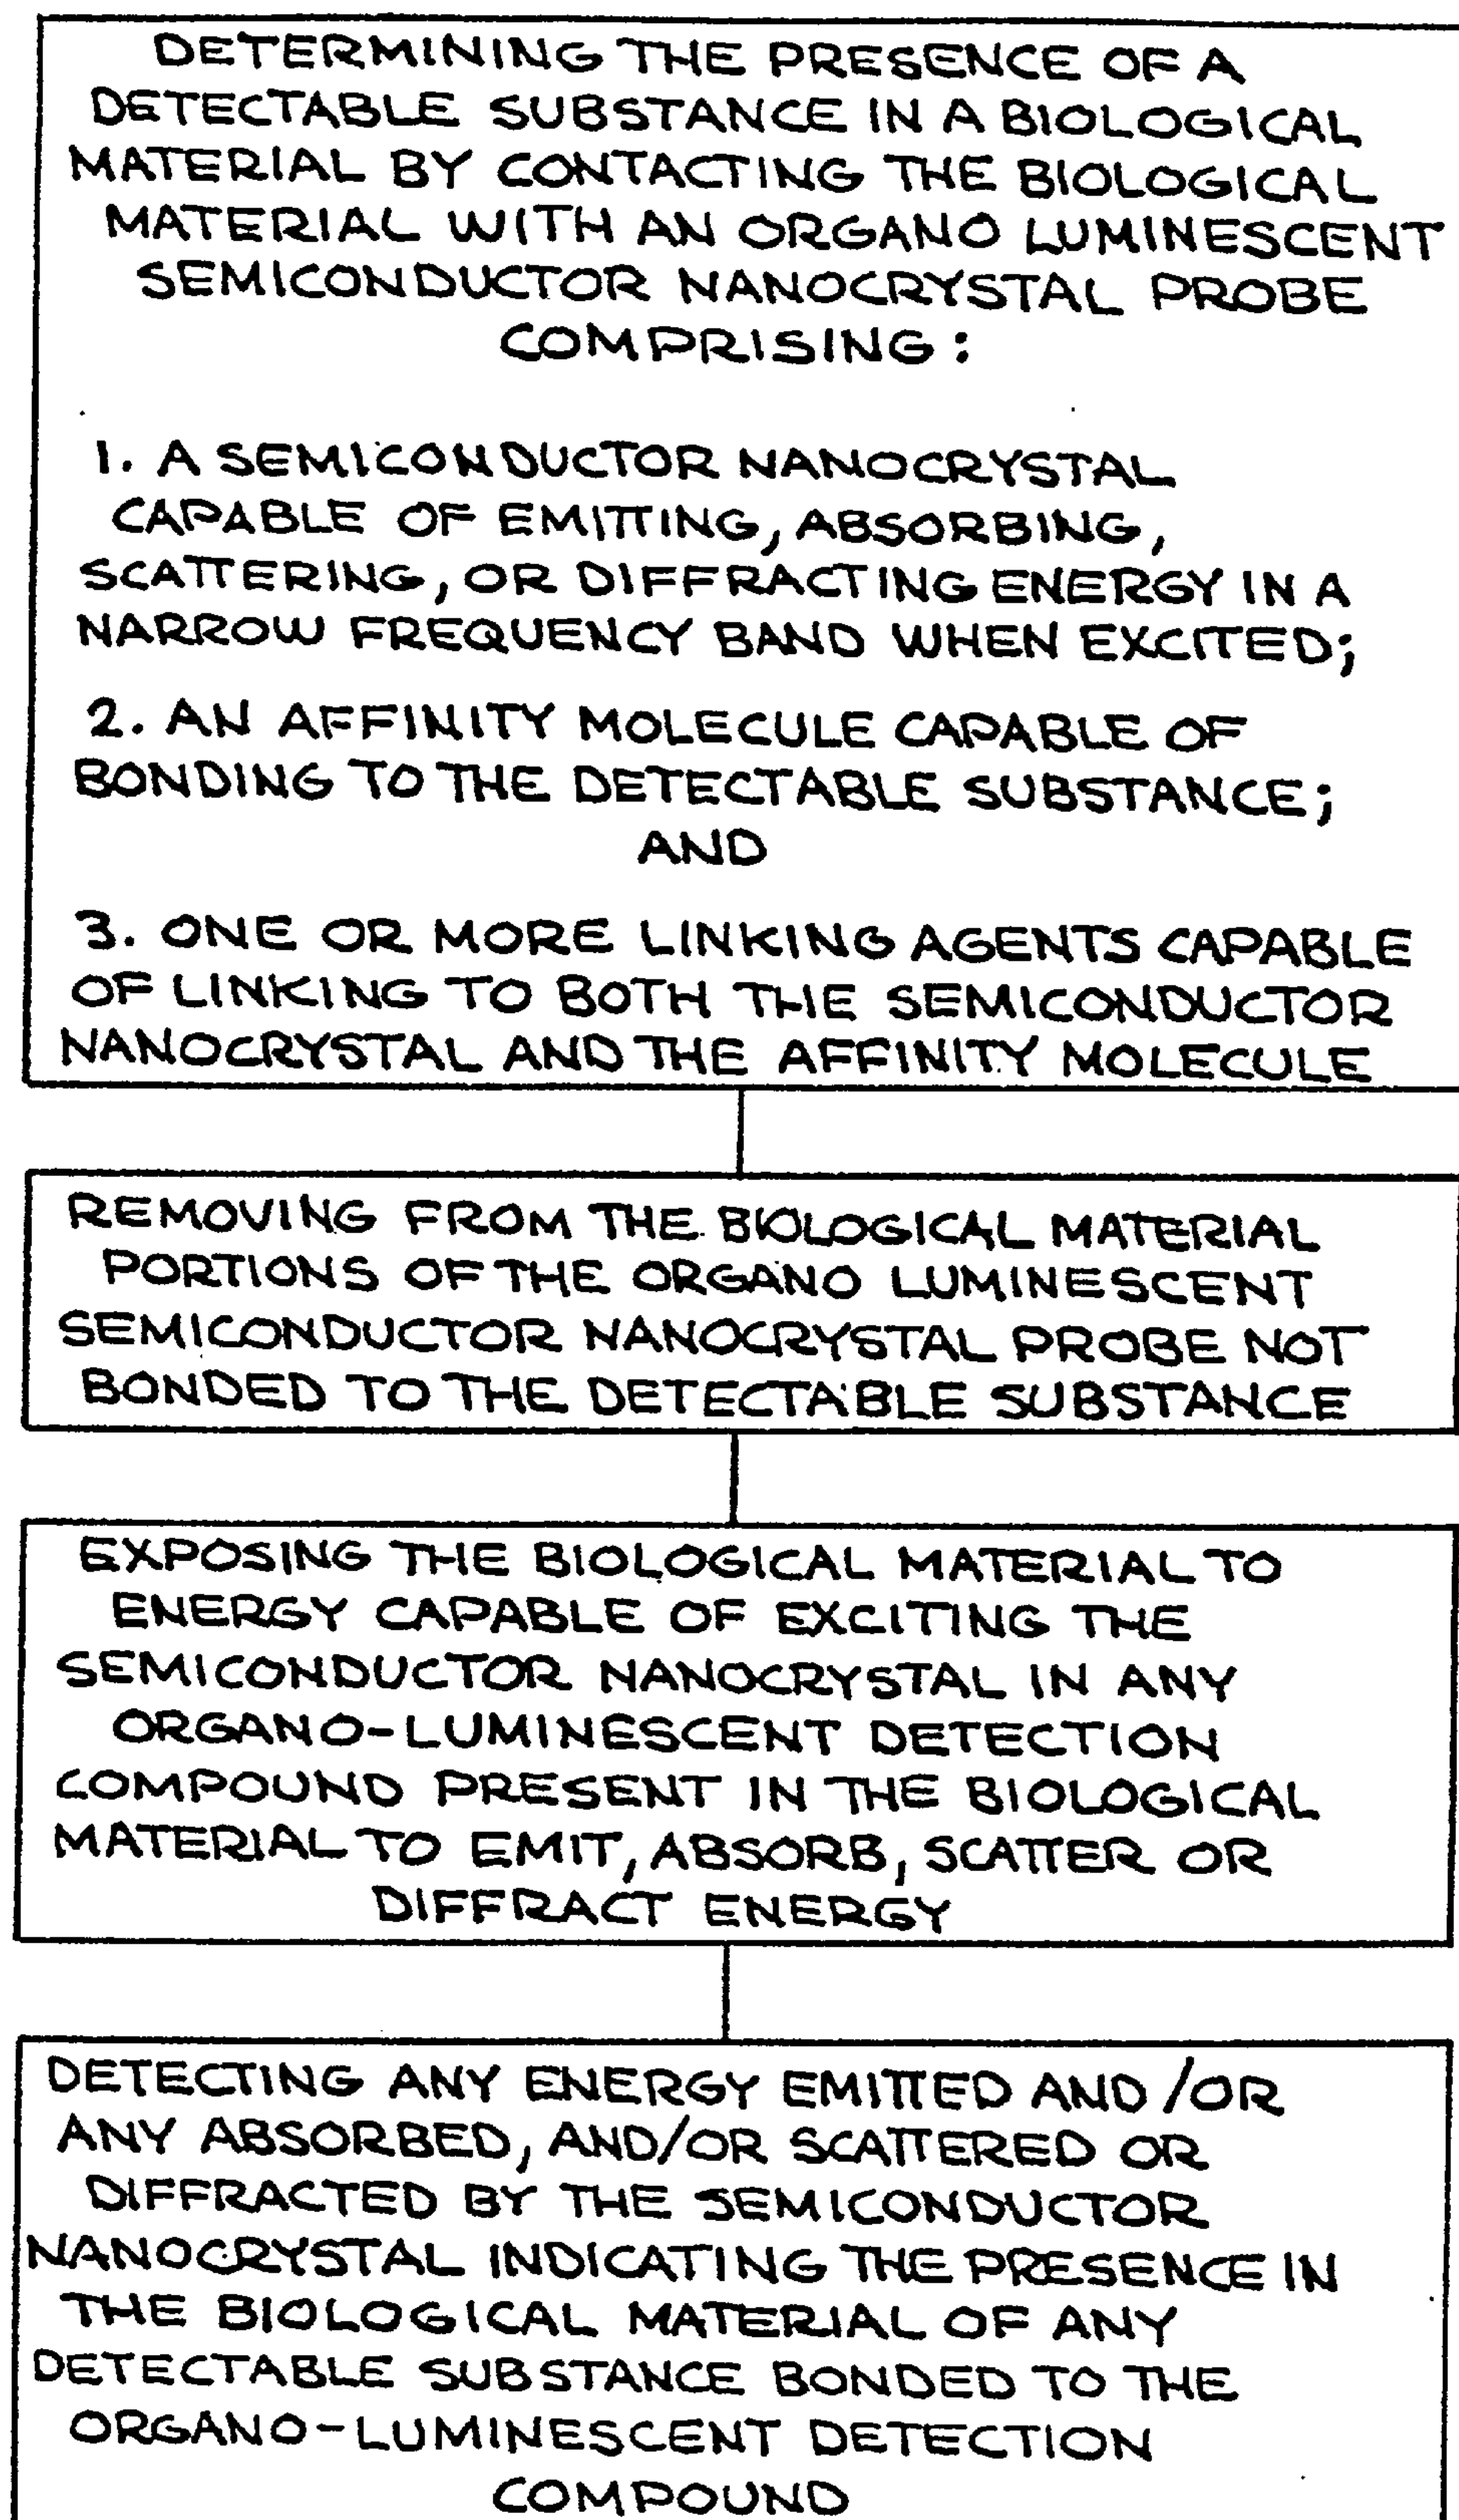 DETERMINING THE PRESENCE OF A
DETECTABLE SUBSTANCE IN A BIOLOGICAL
MATERIAL BY CONTACTING THE BIOLOGICAL
MATERIAL WITH AN ORGANO LUMINESCENT
SEMICONDUCTOR NANOCRYSTAL PROBE
COMPRISING:
1. A SEMICONDUCTOR NANOCRYSTAL
CAPABLE OF EMITTING, ABSORBING,
SCATTERING, OR DIFFRACTING ENERGY IN A
NARROW FREQUENCY BAND WHEN EXCITED;
2. AN AFFINITY MOLECULE CAPABLE OF
BONDING TO THE DETECTABLE SUBSTANCE;
AND
3. ONE OR MORE LINKING AGENTS CAPABLE
OF LINKING TO BOTH THE SEMICONDUCTOR
NANOCRYSTAL AND THE AFFINITY MOLECULE
REMOVING FROM THE BIOLOGICAL MATERIAL
PORTIONS OF THE ORGANO LUMINESCENT
SEMICONDUCTOR NANOCRYSTAL PROBE NOT
BONDED TO THE DETECTABLE SUBSTANCE
EXPOSING THE BIOLOGICAL MATERIAL TO
ENERGY CAPABLE OF EXCITING THE
SEMICONDUCTOR NANOCRYSTAL IN ANY
ORGANO-LUMINESCENT DETECTION
COMPOUND PRESENT IN THE BIOLOGICAL
MATERIAL TO EMIT, ABSORB, SCATTER OR
DIFFRACT ENERGY
DETECTING ANY ENERGY EMITTED AND/OR
ANY ABSORBED, AND/OR SCATTERED OR
DIFFRACTED BY THE SEMICONDUCTOR
NANOCRYSTAL INDICATING THE PRESENCE IN
THE BIOLOGICAL MATERIAL OF ANY
DETECTABLE SUBSTANCE BONDED TO THE
ORGANO-LUMINESCENT DETECTION
COMPOUND